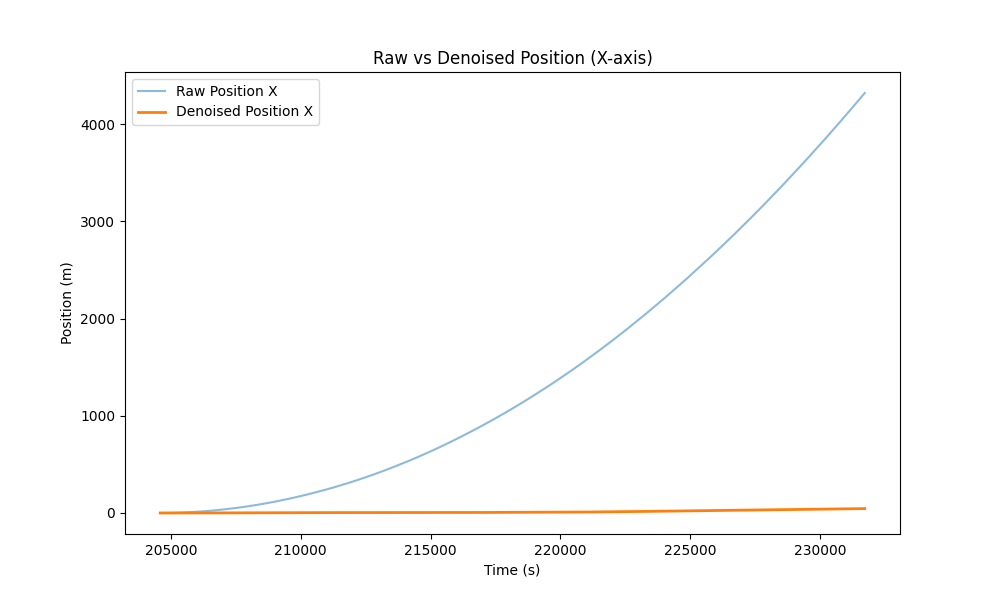 Raw vs Denoised Position (X-axis)
Raw Position X
Denoised Position X
Position (m)
4000
3000
2000
1000
0
205000 210000 215000 220000 225000 230000
Time (s)